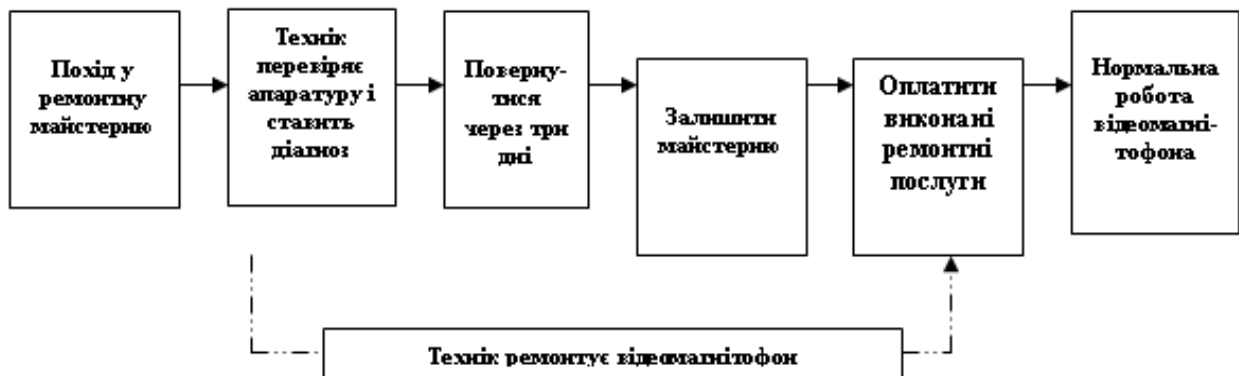 Похід у
ремонтну
майстерню
Технік
перевіряє
апаратуру і
ставить
діагноз
Поверну-
тися
через три
дні
Залишити
майстерню
Оплатити
виконані
ремонтні
послуги
Нормальна
робота
відеомагні-
тофона
Технік ремонтує відеомагнітофон